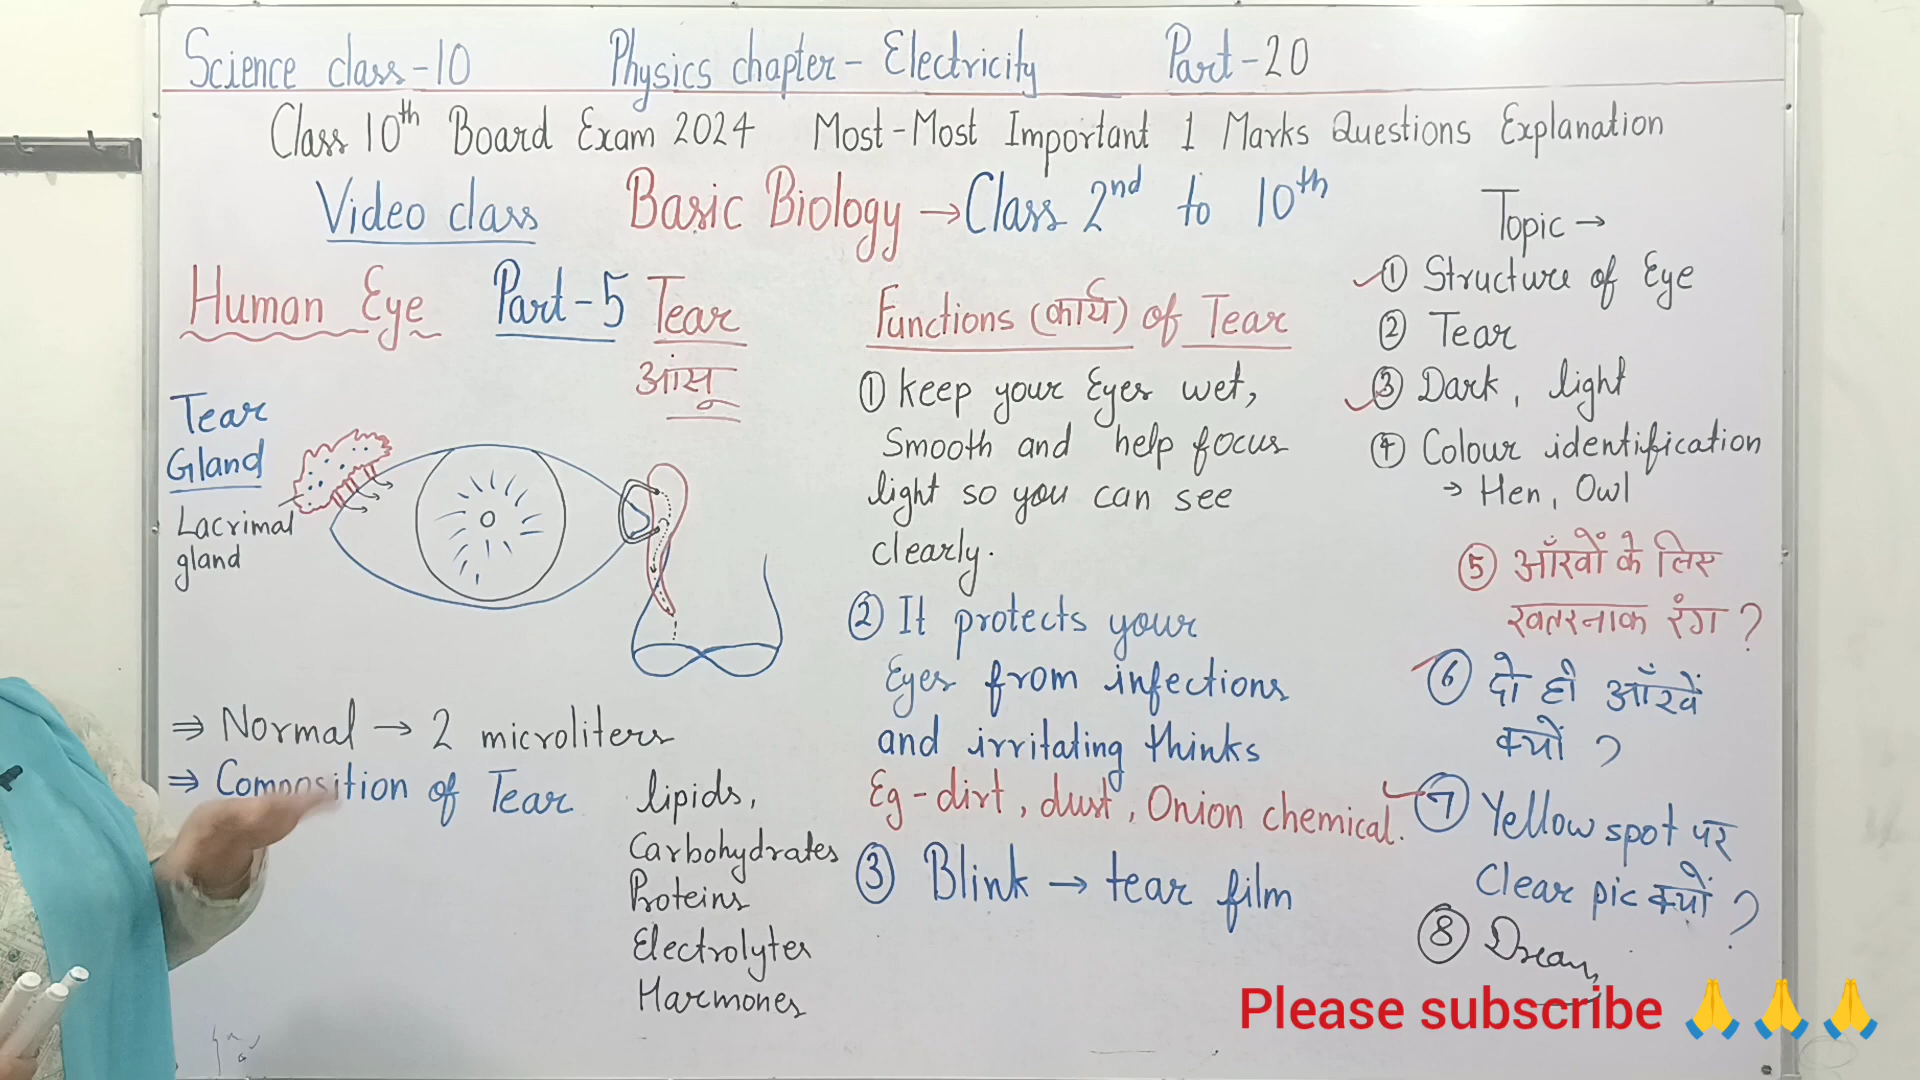 Science class-10 Physics chapter- Electricity Part-20
Class 10th Board Exam 2024 Most-Most Important 1 Marks Questions Explanation
Video class Basic Biology → Class 2nd to 10th
Human Eye Part-5 Tear
आंसू
Tear
Gland
Lacrimal
gland
⇒ Normal → 2 microliters
⇒ Composition of Tear
lipids,
Carbohydrates
Proteins
Electrolytes
Harmones
Functions (कार्य) of Tear
① Keep your Eyes wet,
Smooth and help focus
light so you can see
clearly.
② It protects your
Eyes from infections
and irritating thinks
Eg - dirt, dust, Onion chemical.
③ Blink → tear film
Topic →
① Structure of Eye
② Tear
③ Dark, light
④ Colour identification
→ Hen, Owl
⑤ आँखों के लिए
खतरनाक रंग ?
⑥ दो ही आँखें
क्यों ?
⑦ Yellow spot पर
Clear pic क्यों ?
⑧ Dream
Please subscribe 🙏🙏🙏